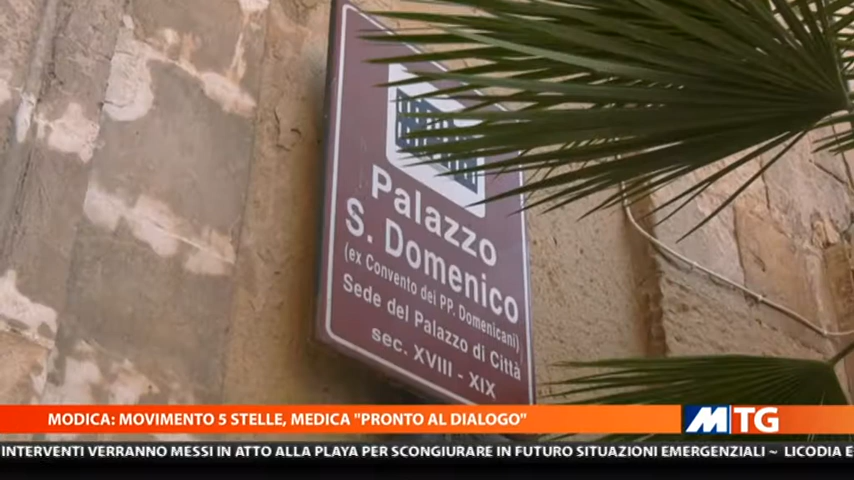 Palazzo
S. Domenico
(ex Convento dei PP. Domenicani)
Sede del Palazzo di Città
sec. XVIII - XIX
MODICA: MOVIMENTO 5 STELLE, MEDICA "PRONTO AL DIALOGO"
MTG
INTERVENTI VERRANNO MESSI IN ATTO ALLA PLAYA PER SCONGIURARE IN FUTURO SITUAZIONI EMERGENZIALI ~ LICODIA E